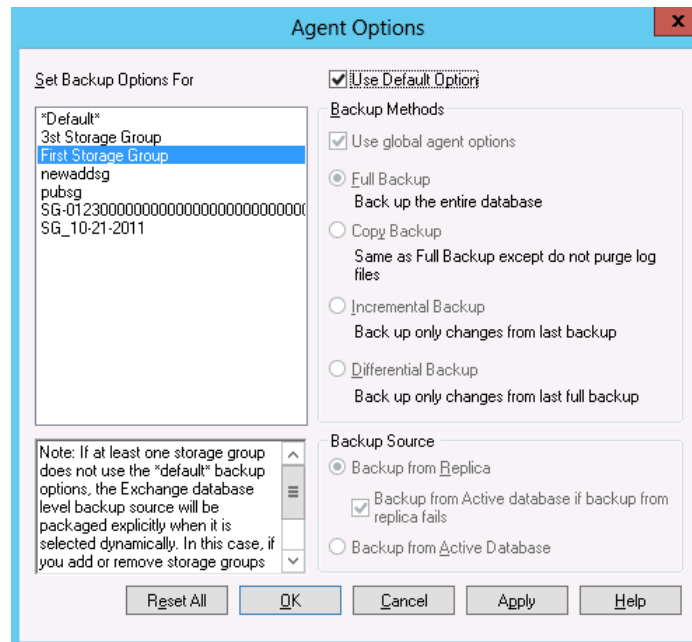 Agent Options
x
Set Backup Options For
Use Default Option
*Default*
3st Storage Group
First Storage Group
newaddsg
pubsg
SG_10-21-2011
Backup Methods
Use global agent options
Full Backup
Back up the entire database
Copy Backup
Same as Full Backup except do not purge log
files
Incremental Backup
Back up only changes from last backup
Differential Backup
Back up only changes from last full backup
Note: If at least one storage group
does not use the *default* backup
options, the Exchange database
level backup source will be
packaged explicitly when it is
selected dynamically. In this case, if
you add or remove storage groups
Backup Source
Backup from Replica
Backup from Active database if backup from
replica fails
Backup from Active Database
Reset All
OK
Cancel
Apply
Help